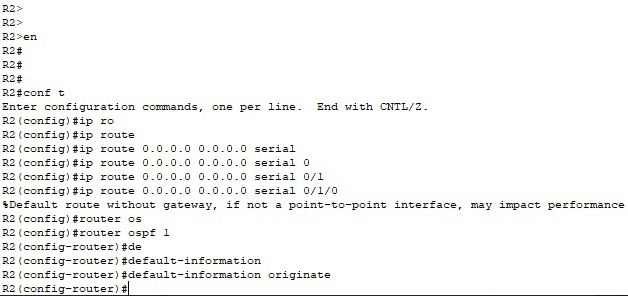 R2>
R2>
R2>en
R2#
R2#
R2#
R2#conf t
Enter configuration commands, one per line.  End with CNTL/Z.
R2(config)#ip ro
R2(config)#ip route
R2(config)#ip route 0.0.0.0 0.0.0.0 serial
R2(config)#ip route 0.0.0.0 0.0.0.0 serial 0
R2(config)#ip route 0.0.0.0 0.0.0.0 serial 0/1
R2(config)#ip route 0.0.0.0 0.0.0.0 serial 0/1/0
%Default route without gateway, if not a point-to-point interface, may impact performance
R2(config)#router os
R2(config)#router ospf 1
R2(config-router)#de
R2(config-router)#default-information
R2(config-router)#default-information originate
R2(config-router)#